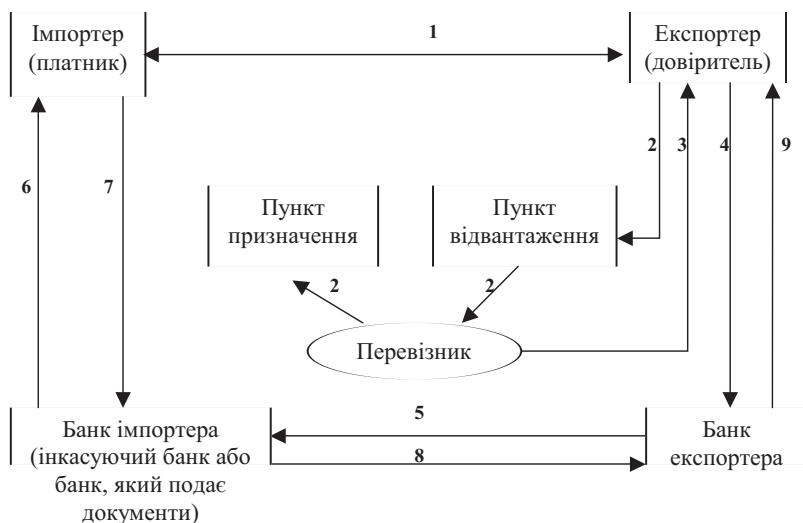 Імпортер
(платник)
1
Експортер
(довіритель)
6
7
2
3
4
9
Пункт
призначення
Пункт
відвантаження
2
2
Перевізник
Банк імпортера
(інкасуючий банк або
банк, який подає
документи)
5
8
Банк
експортера